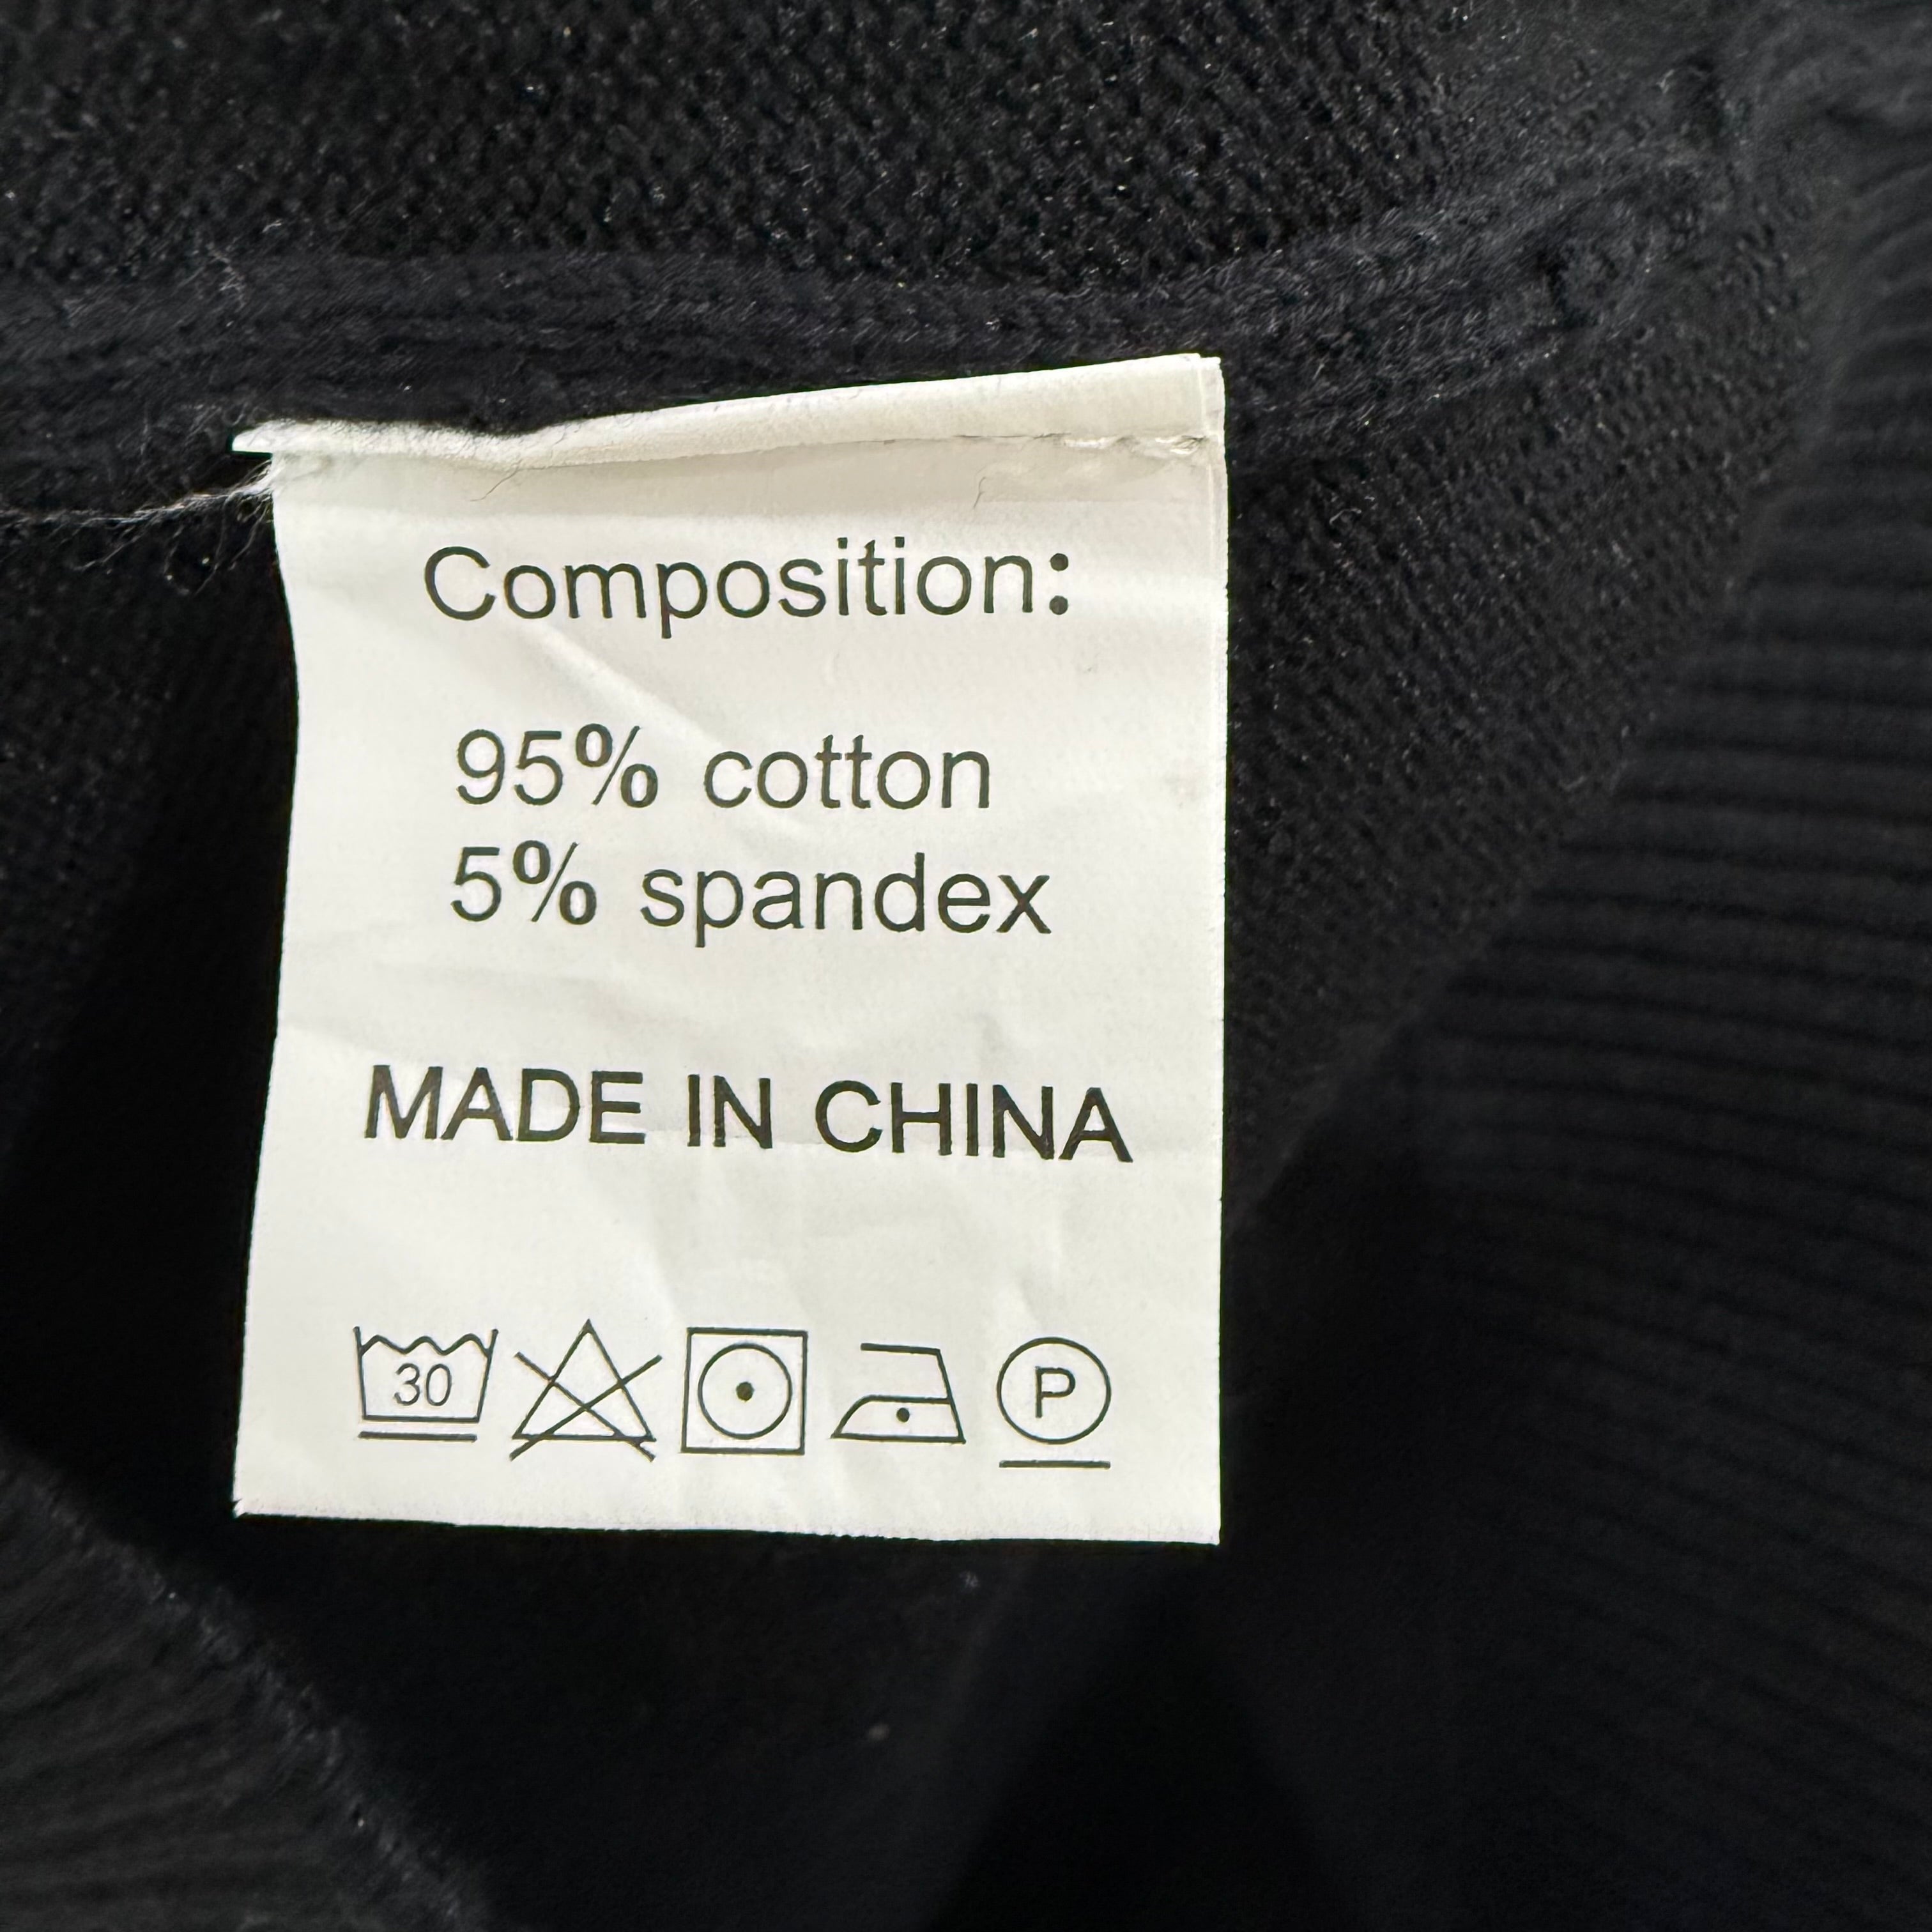 Composition:
95% cotton
5% spandex
MADE IN CHINA
30 P